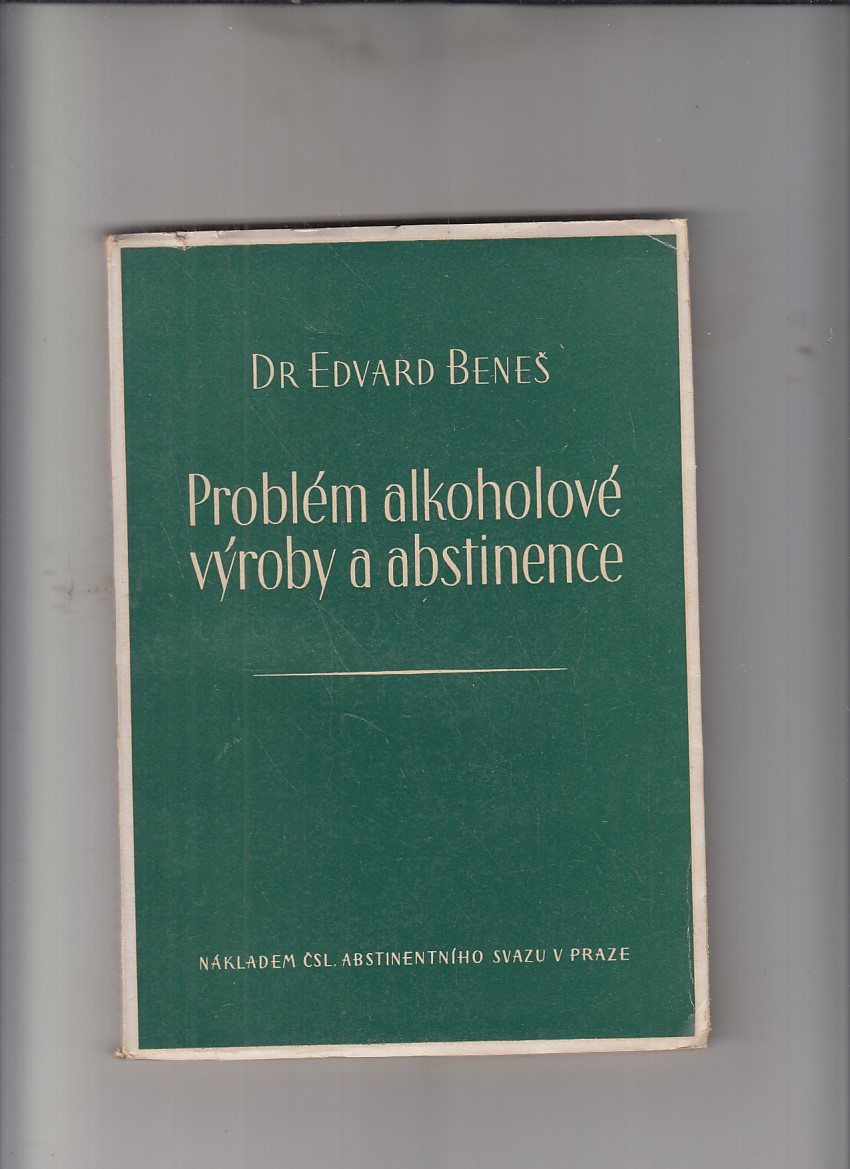 DR EDVARD BENEŠ
Problém alkoholové
výroby a abstinence
NÁKLADEM ČSL. ABSTINENTNÍHO SVAZU V PRAZE